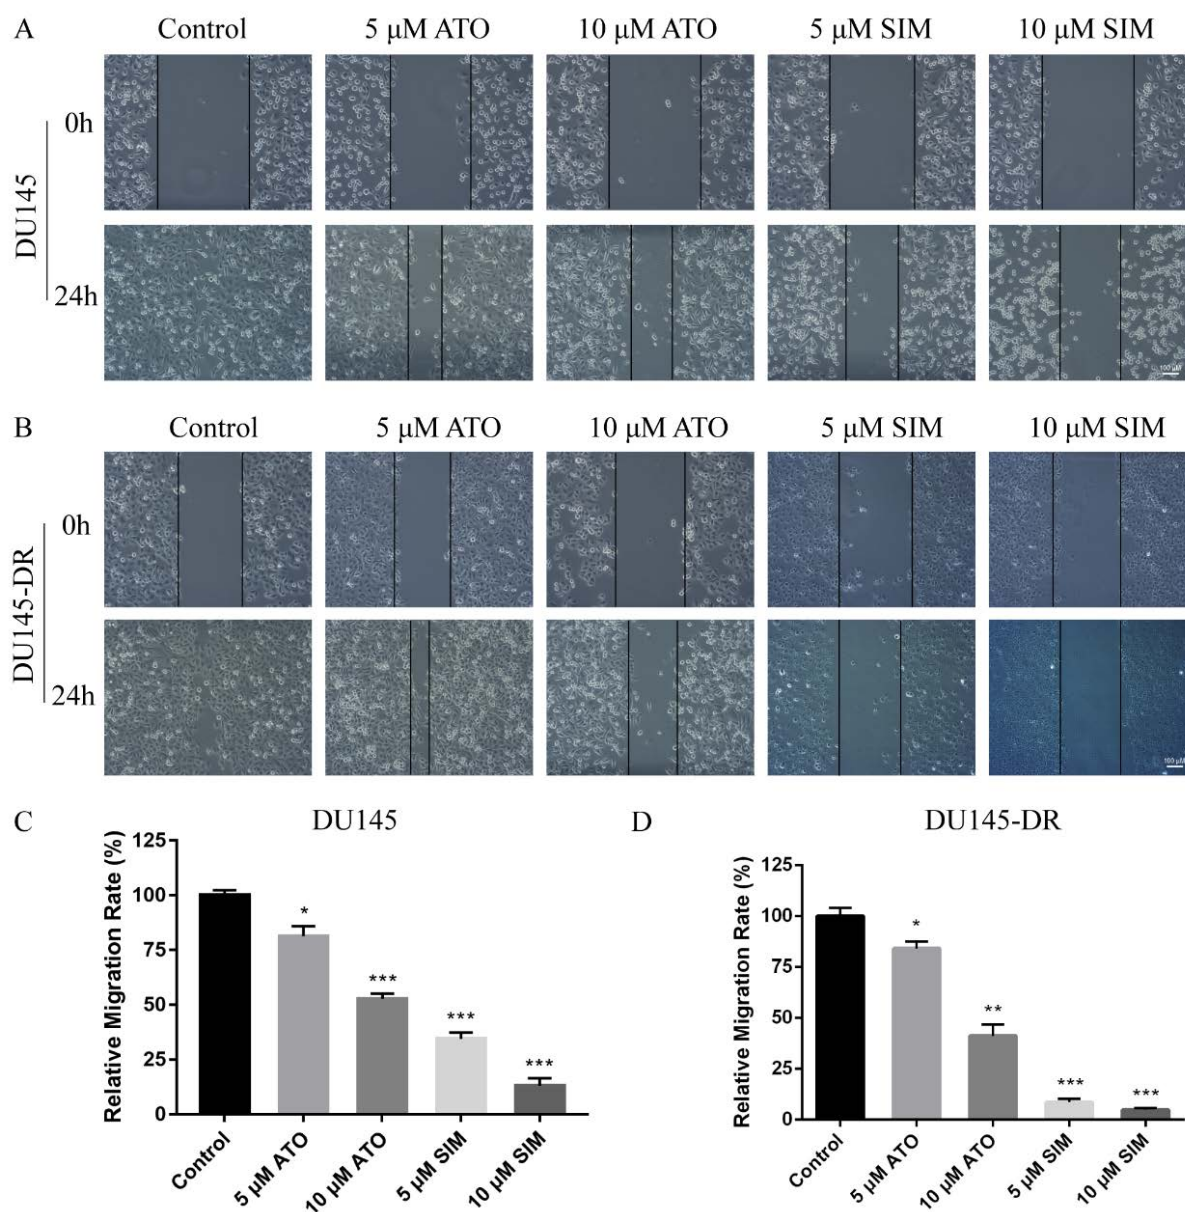 A
Control
5 μM ATO
10 μM ATO
5 μM SIM
10 μM SIM
DU145
0h
24h
100 μM
B
Control
5 μM ATO
10 μM ATO
5 μM SIM
10 μM SIM
DU145-DR
0h
24h
100 μM
C
DU145
Relative Migration Rate (%)
125
100
75
50
25
0
*
***
***
***
Control
5 μM ATO
10 μM ATO
5 μM SIM
10 μM SIM
D
DU145-DR
Relative Migration Rate (%)
125
100
75
50
25
0
*
**
***
***
Control
5 μM ATO
10 μM ATO
5 μM SIM
10 μM SIM